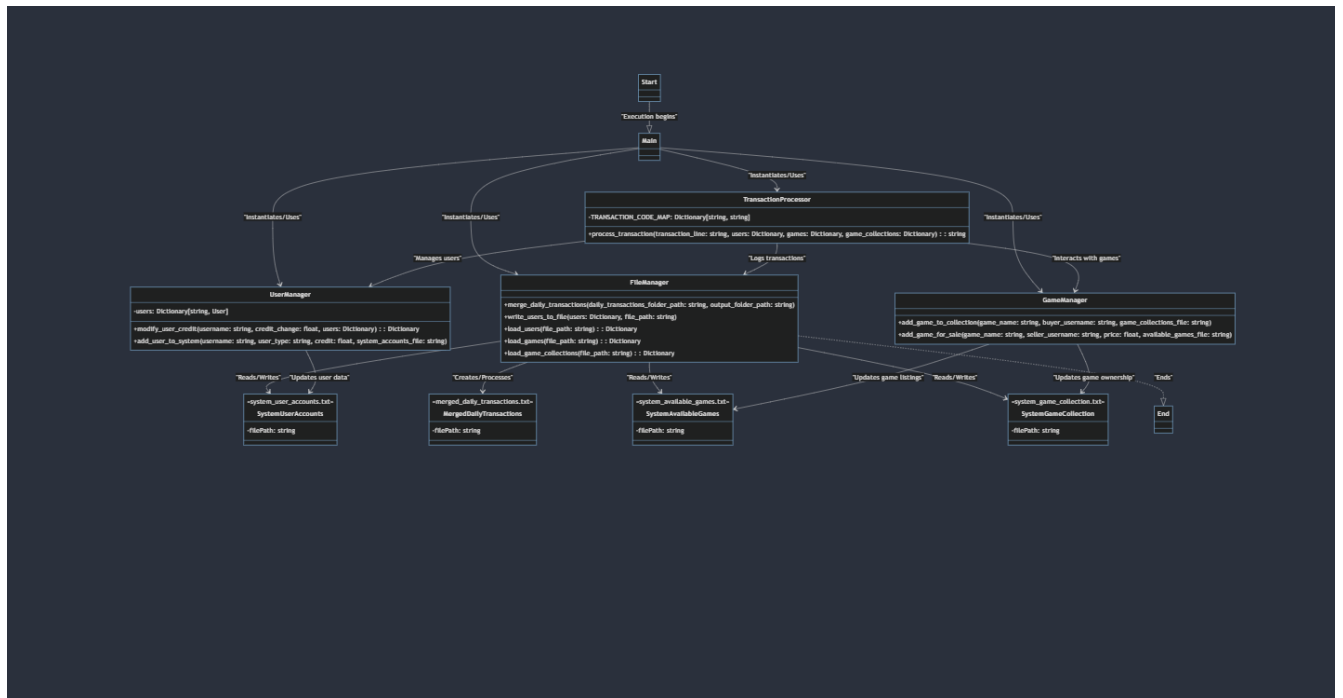 Start
"Execution begins"
Main
"Instantiates/Uses"
TransactionProcessor
-TRANSACTION_CODE_MAP: Dictionary[string, string]
+process_transaction(transaction_line: string, users: Dictionary, games: Dictionary, game_collections: Dictionary) : : string
"Instantiates/Uses"
"Instantiates/Uses"
"Instantiates/Uses"
"Manages users"
"Logs transactions"
"Interacts with games"
UserManager
-users: Dictionary[string, User]
+modify_user_credit(username: string, credit_change: float, users: Dictionary) : : Dictionary
+add_user_to_system(username: string, user_type: string, credit: float, system_accounts_file: string)
FileManager
+merge_daily_transactions(daily_transactions_folder_path: string, output_folder_path: string)
+write_users_to_file(users: Dictionary, file_path: string)
+load_users(file_path: string) : : Dictionary
+load_games(file_path: string) : : Dictionary
+load_game_collections(file_path: string) : : Dictionary
GameManager
+add_game_to_collection(game_name: string, buyer_username: string, game_collections_file: string)
+add_game_for_sale(game_name: string, seller_username: string, price: float, available_games_file: string)
"Reads/Writes"
"Updates user data"
"Creates/Processes"
"Reads/Writes"
"Updates game listings"
"Reads/Writes"
"Updates game ownership"
"Ends"
«system_user_accounts.txt»
SystemUserAccounts
-filePath: string
«merged_daily_transactions.txt»
MergedDailyTransactions
-filePath: string
«system_available_games.txt»
SystemAvailableGames
-filePath: string
«system_game_collection.txt»
SystemGameCollection
-filePath: string
End